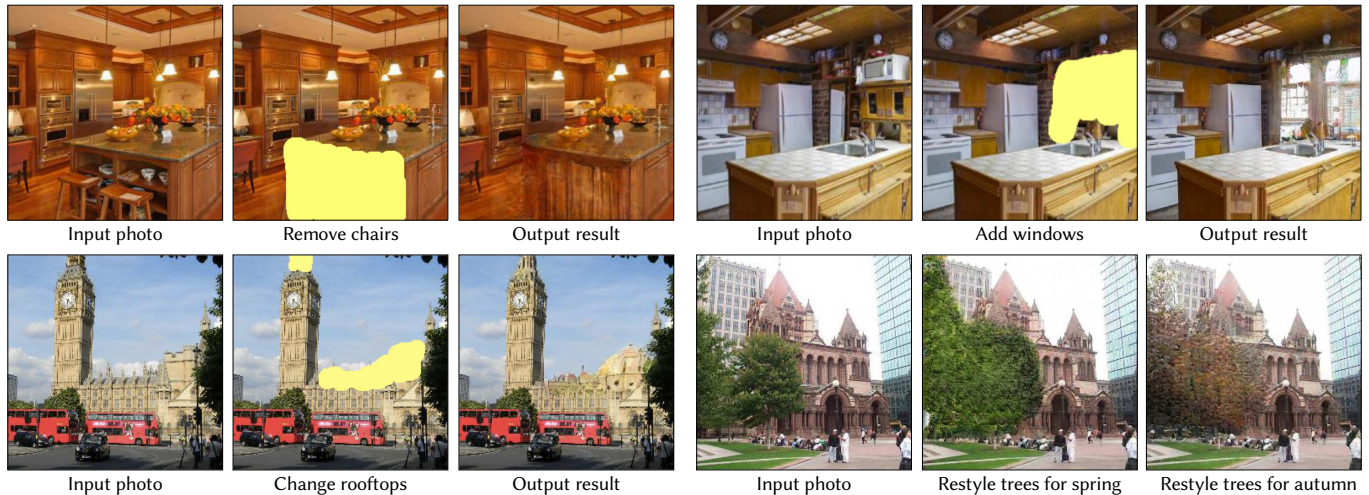 Input photo
Remove chairs
Output result
Input photo
Add windows
Output result
Input photo
Change rooftops
Output result
Input photo
Restyle trees for spring
Restyle trees for autumn